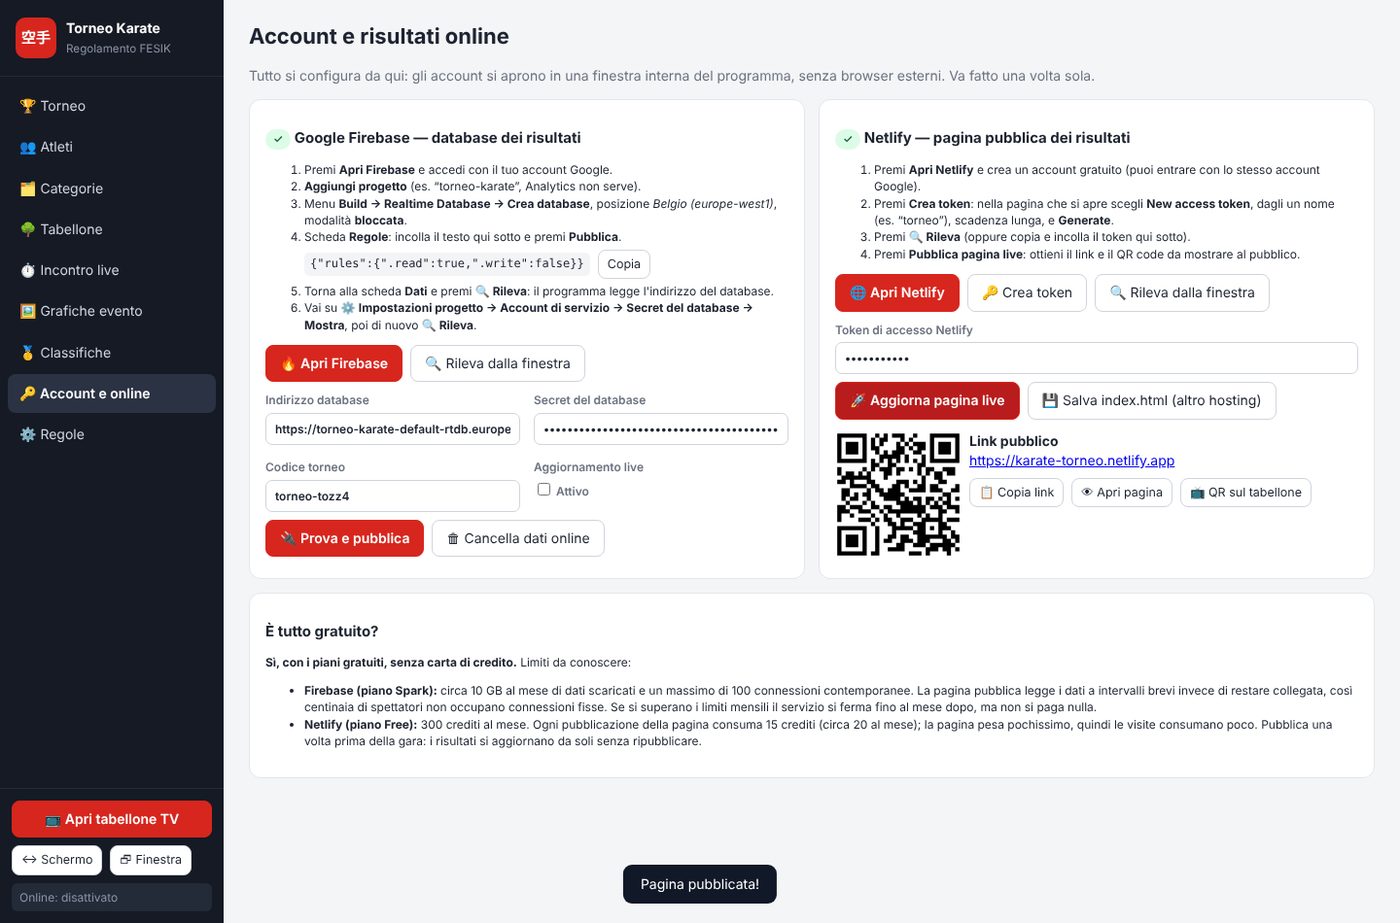 空手
Torneo Karate
Regolamento FESIK
🏆 Torneo
👥 Atleti
🗂️ Categorie
🌳 Tabellone
⏱️ Incontro live
🖼️ Grafiche evento
🏅 Classifiche
🔑 Account e online
⚙️ Regole
📺 Apri tabellone TV
↔ Schermo
🗗 Finestra
Online: disattivato
Account e risultati online
Tutto si configura da qui: gli account si aprono in una finestra interna del programma, senza browser esterni. Va fatto una volta sola.
✓ Google Firebase — database dei risultati
1. Premi Apri Firebase e accedi con il tuo account Google.
2. Aggiungi progetto (es. “torneo-karate”, Analytics non serve).
3. Menu Build → Realtime Database → Crea database, posizione Belgio (europe-west1),
modalità bloccata.
4. Scheda Regole: incolla il testo qui sotto e premi Pubblica.
{"rules":{".read":true,".write":false}}
Copia
5. Torna alla scheda Dati e premi 🔍 Rileva: il programma legge l'indirizzo del database.
6. Vai su ⚙️ Impostazioni progetto → Account di servizio → Secret del database →
Mostra, poi di nuovo 🔍 Rileva.
🔥 Apri Firebase
🔍 Rileva dalla finestra
Indirizzo database
Secret del database
https://torneo-karate-default-rtdb.europe
••••••••••••••••••••••••••••••••••••••••
Codice torneo
Aggiornamento live
torneo-tozz4
Attivo
🔌 Prova e pubblica
🗑 Cancella dati online
✓ Netlify — pagina pubblica dei risultati
1. Premi Apri Netlify e crea un account gratuito (puoi entrare con lo stesso account
Google).
2. Premi Crea token: nella pagina che si apre scegli New access token, dagli un nome
(es. “torneo”), scadenza lunga, e Generate.
3. Premi 🔍 Rileva (oppure copia e incolla il token qui sotto).
4. Premi Pubblica pagina live: ottieni il link e il QR code da mostrare al pubblico.
🌐 Apri Netlify
🔑 Crea token
🔍 Rileva dalla finestra
Token di accesso Netlify
•••••••••••
🚀 Aggiorna pagina live
💾 Salva index.html (altro hosting)
Link pubblico
https://karate-torneo.netlify.app
📋 Copia link
👁 Apri pagina
📺 QR sul tabellone
È tutto gratuito?
Sì, con i piani gratuiti, senza carta di credito. Limiti da conoscere:
• Firebase (piano Spark): circa 10 GB al mese di dati scaricati e un massimo di 100 connessioni contemporanee. La pagina pubblica legge i dati a intervalli brevi invece di restare collegata, così
centinaia di spettatori non occupano connessioni fisse. Se si superano i limiti mensili il servizio si ferma fino al mese dopo, ma non si paga nulla.
• Netlify (piano Free): 300 crediti al mese. Ogni pubblicazione della pagina consuma 15 crediti (circa 20 al mese); la pagina pesa pochissimo, quindi le visite consumano poco. Pubblica una
volta prima della gara: i risultati si aggiornano da soli senza ripubblicare.
Pagina pubblicata!